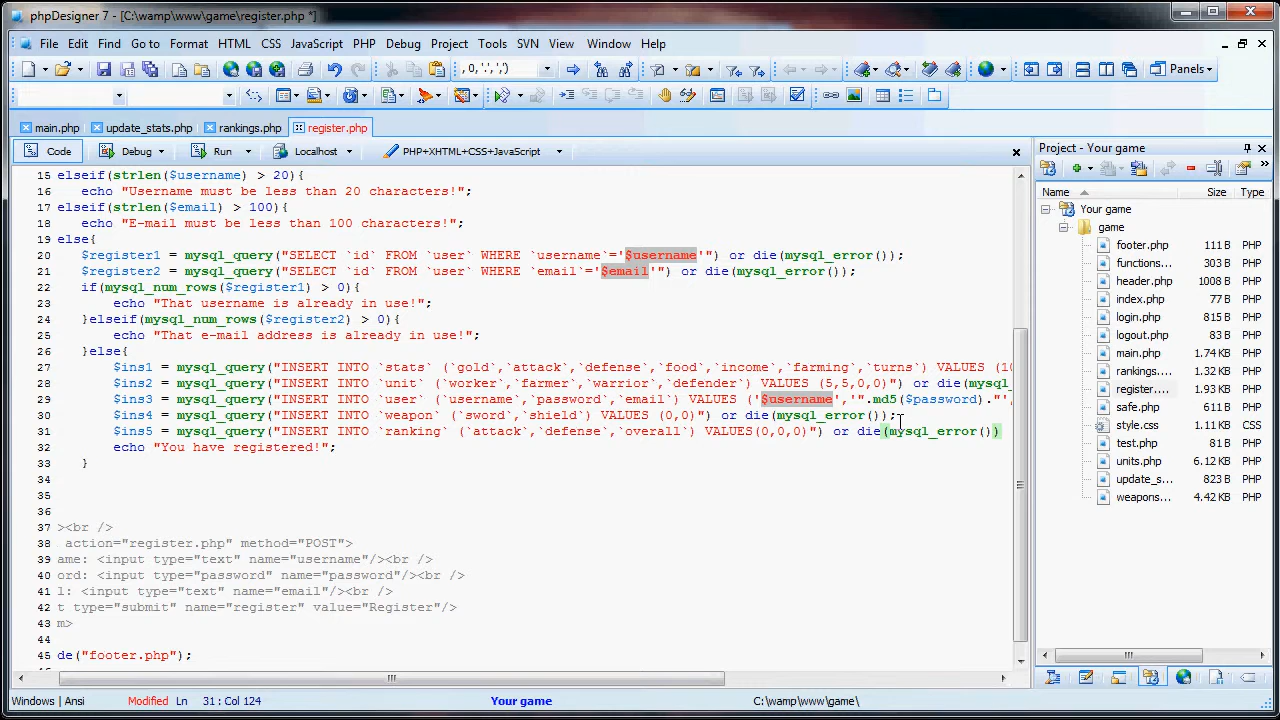 phpDesigner 7 - [C:\wamp\www\game\register.php *]
File Edit Find Go to Format HTML CSS JavaScript PHP Debug Project Tools SVN View Window Help
, 0,'.',',')
Panels
main.php update_stats.php rankings.php register.php
Code Debug Run Localhost PHP+XHTML+CSS+JavaScript
15 elseif(strlen($username) > 20){
16 echo "Username must be less than 20 characters!";
17 elseif(strlen($email) > 100){
18 echo "E-mail must be less than 100 characters!";
19 else{
20 $register1 = mysql_query("SELECT `id` FROM `user` WHERE `username`='$username'") or die(mysql_error());
21 $register2 = mysql_query("SELECT `id` FROM `user` WHERE `email`='$email'") or die(mysql_error());
22 if(mysql_num_rows($register1) > 0){
23 echo "That username is already in use!";
24 }elseif(mysql_num_rows($register2) > 0){
25 echo "That e-mail address is already in use!";
26 }else{
27 $ins1 = mysql_query("INSERT INTO `stats` (`gold`,`attack`,`defense`,`food`,`income`,`farming`,`turns`) VALUES (10
28 $ins2 = mysql_query("INSERT INTO `unit` (`worker`,`farmer`,`warrior`,`defender`) VALUES (5,5,0,0)") or die(mysql_
29 $ins3 = mysql_query("INSERT INTO `user` (`username`,`password`,`email`) VALUES ('$username','".md5($password)."',
30 $ins4 = mysql_query("INSERT INTO `weapon` (`sword`,`shield`) VALUES (0,0)") or die(mysql_error());
31 $ins5 = mysql_query("INSERT INTO `ranking` (`attack`,`defense`,`overall`) VALUES(0,0,0)") or die(mysql_error())
32 echo "You have registered!";
33 }
34
35
36
37 ><br />
38 action="register.php" method="POST">
39 ame: <input type="text" name="username"/><br />
40 ord: <input type="password" name="password"/><br />
41 l: <input type="text" name="email"/><br />
42 t type="submit" name="register" value="Register"/>
43 m>
44
45 de("footer.php");
Project - Your game
Name Size Type
Your game
game
footer.php 111 B PHP
functions... 303 B PHP
header.php 1008 B PHP
index.php 77 B PHP
login.php 815 B PHP
logout.php 83 B PHP
main.php 1.74 KB PHP
rankings.... 1.32 KB PHP
register.... 1.93 KB PHP
safe.php 611 B PHP
style.css 1.11 KB CSS
test.php 81 B PHP
units.php 6.12 KB PHP
update_s... 823 B PHP
weapons... 4.42 KB PHP
Windows | Ansi Modified Ln 31 : Col 124 Your game C:\wamp\www\game\